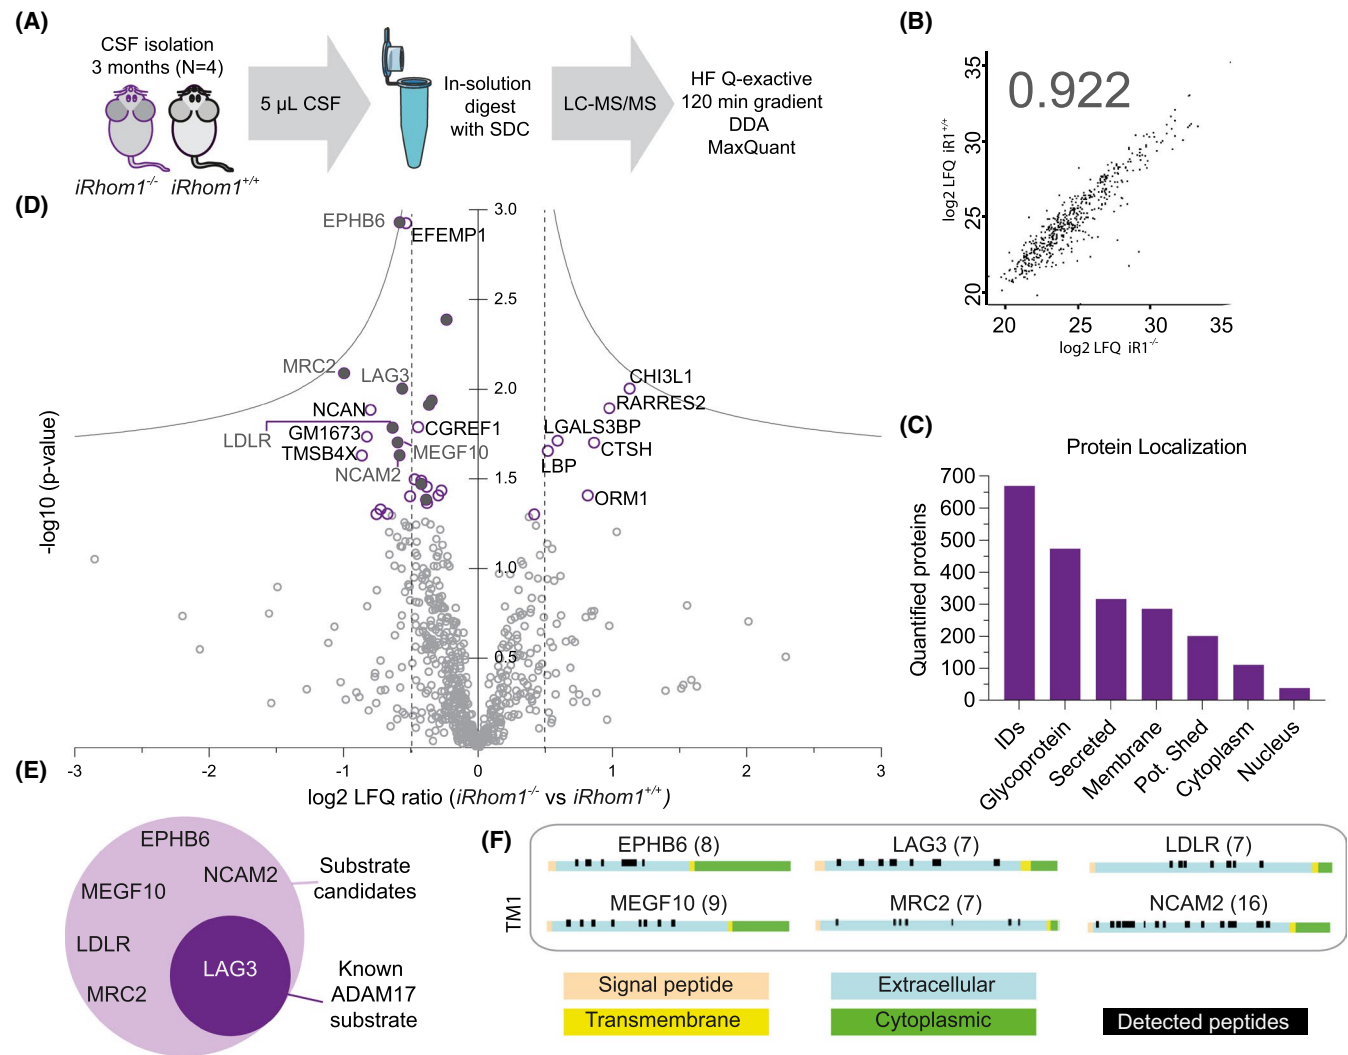 (A)
CSF isolation
3 months (N=4)
iRhom1-/- iRhom1+/+
5 µL CSF
In-solution
digest
with SDC
LC-MS/MS
HF Q-exactive
120 min gradient
DDA
MaxQuant
(B)
0.922
log2 LFQ iR1+/+
35
30
25
20
20 25 30 35
log2 LFQ iR1-/-
(D)
-log10 (p-value)
3.0
2.5
2.0
1.5
1.0
0.5
EPHB6
EFEMP1
MRC2
LAG3
NCAN
CGREF1
LDLR
GM1673
TMSB4X
MEGF10
NCAM2
CHI3L1
RARRES2
LGALS3BP
CTSH
LBP
ORM1
-3 -2 -1 0 1 2 3
log2 LFQ ratio (iRhom1-/- vs iRhom1+/+)
(C)
Protein Localization
Quantified proteins
700
600
500
400
300
200
100
0
IDs
Glycoprotein
Secreted
Membrane
Pot. Shed
Cytoplasm
Nucleus
(E)
EPHB6
NCAM2
MEGF10
LDLR
MRC2
LAG3
Substrate
candidates
Known
ADAM17
substrate
(F)
TM1
EPHB6 (8) LAG3 (7) LDLR (7)
MEGF10 (9) MRC2 (7) NCAM2 (16)
Signal peptide Extracellular
Transmembrane Cytoplasmic Detected peptides